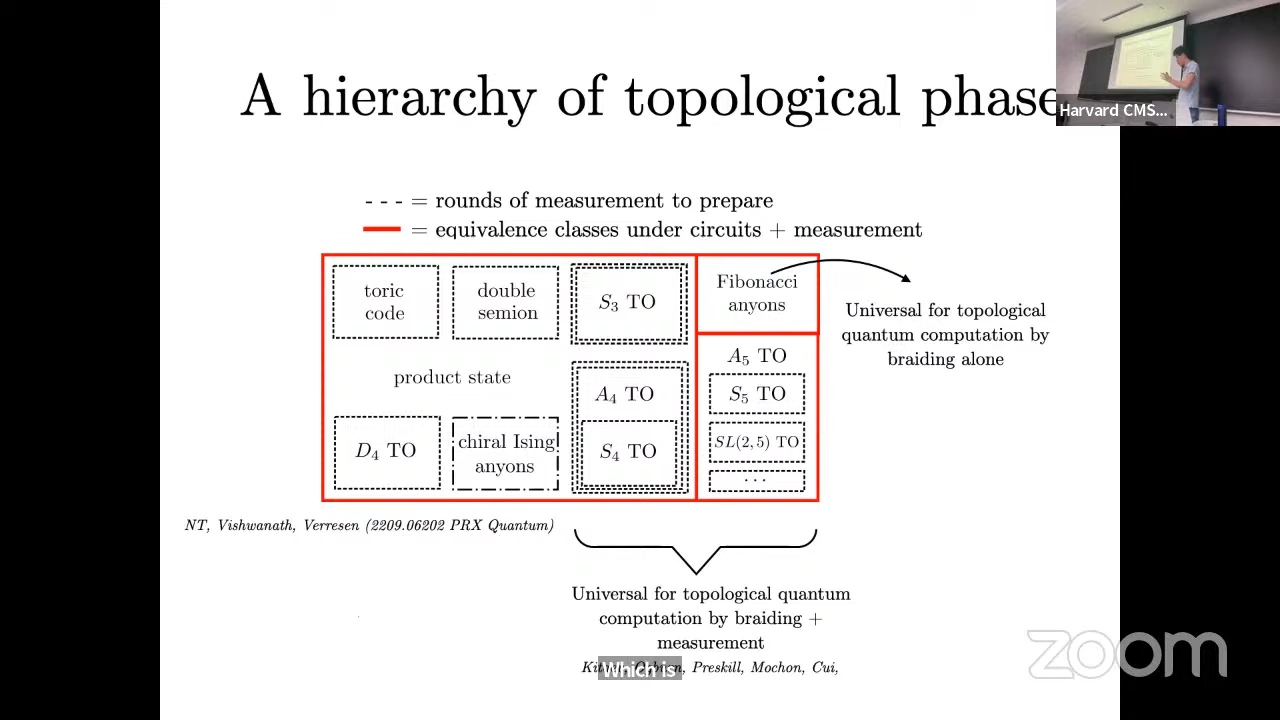 A hierarchy of topological phase
Harvard CMS...
- - - = rounds of measurement to prepare
= equivalence classes under circuits + measurement
toric
code
double
semion
S₃ TO
Fibonacci
anyons
Universal for topological
quantum computation by
braiding alone
product state
A₅ TO
A₄ TO
S₅ TO
D₄ TO
chiral Ising
anyons
S₄ TO
SL(2, 5) TO
· · ·
NT, Vishwanath, Verresen (2209.06202 PRX Quantum)
Universal for topological quantum
computation by braiding +
measurement
Preskill, Mochon, Cui,
Which is
zoom